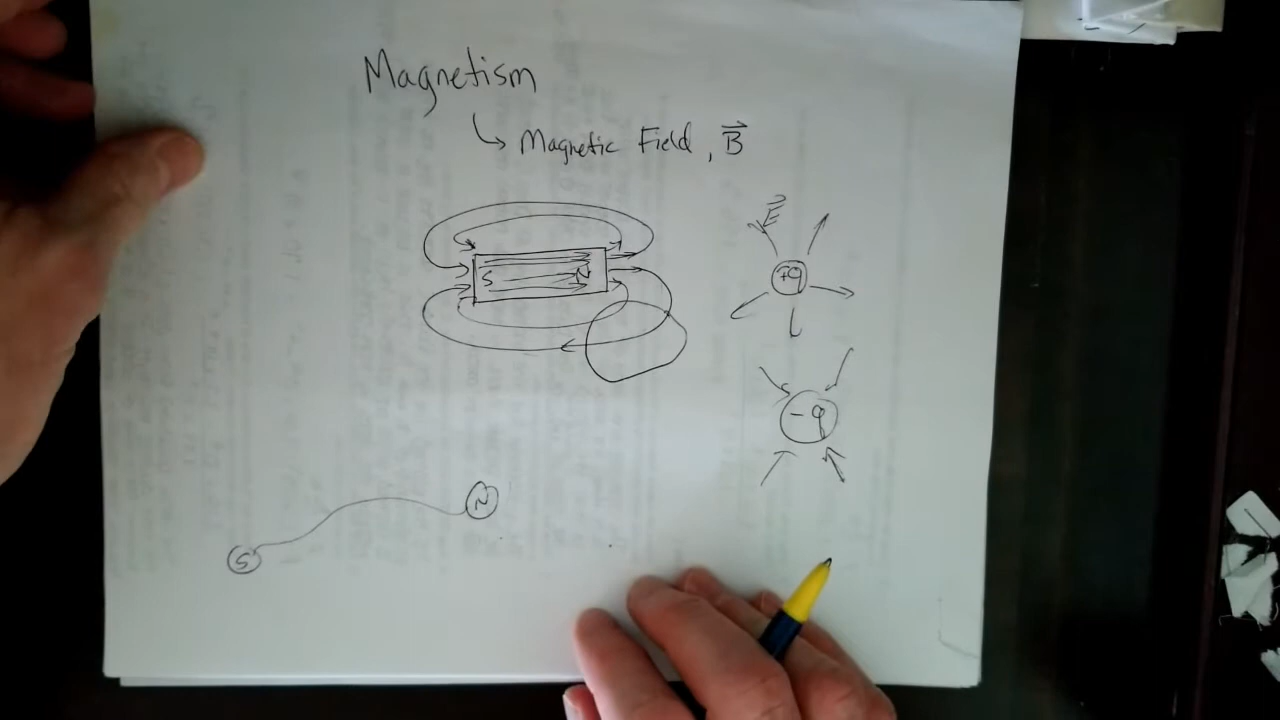 Magnetism
↳ Magnetic Field, B⃗
S N
E⃗
+q
-q
S N